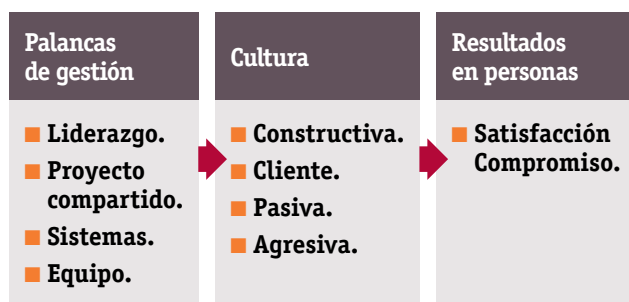 Palancas
de gestión
■ Liderazgo.
■ Proyecto
compartido.
■ Sistemas.
■ Equipo.
Cultura
■ Constructiva.
■ Cliente.
■ Pasiva.
■ Agresiva.
Resultados
en personas
■ Satisfacción
Compromiso.